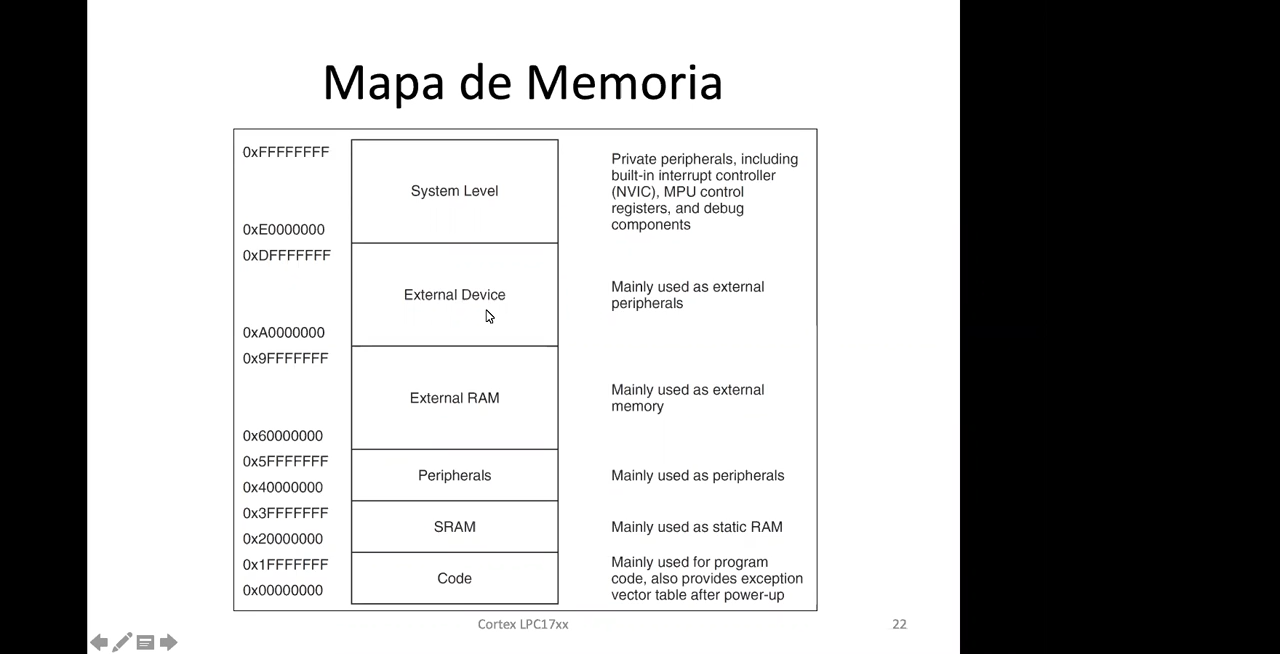 Mapa de Memoria
0xFFFFFFFF
System Level
Private peripherals, including
built-in interrupt controller
(NVIC), MPU control
registers, and debug
components
0xE0000000
0xDFFFFFFF
External Device
Mainly used as external
peripherals
0xA0000000
0x9FFFFFFF
External RAM
Mainly used as external
memory
0x60000000
0x5FFFFFFF
Peripherals
Mainly used as peripherals
0x40000000
0x3FFFFFFF
SRAM
Mainly used as static RAM
0x20000000
0x1FFFFFFF
Code
Mainly used for program
code, also provides exception
vector table after power-up
0x00000000
Cortex LPC17xx
22